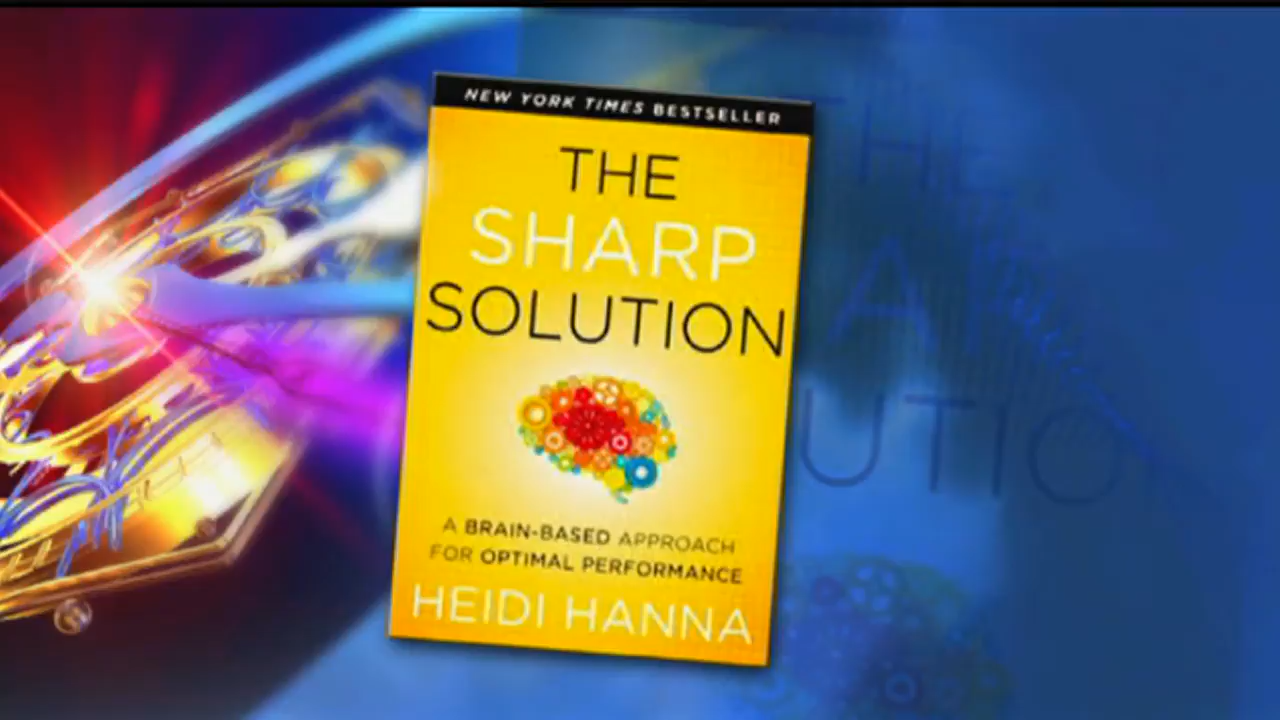 NEW YORK TIMES BESTSELLER
THE
SHARP
SOLUTION
A BRAIN-BASED APPROACH
FOR OPTIMAL PERFORMANCE
HEIDI HANNA